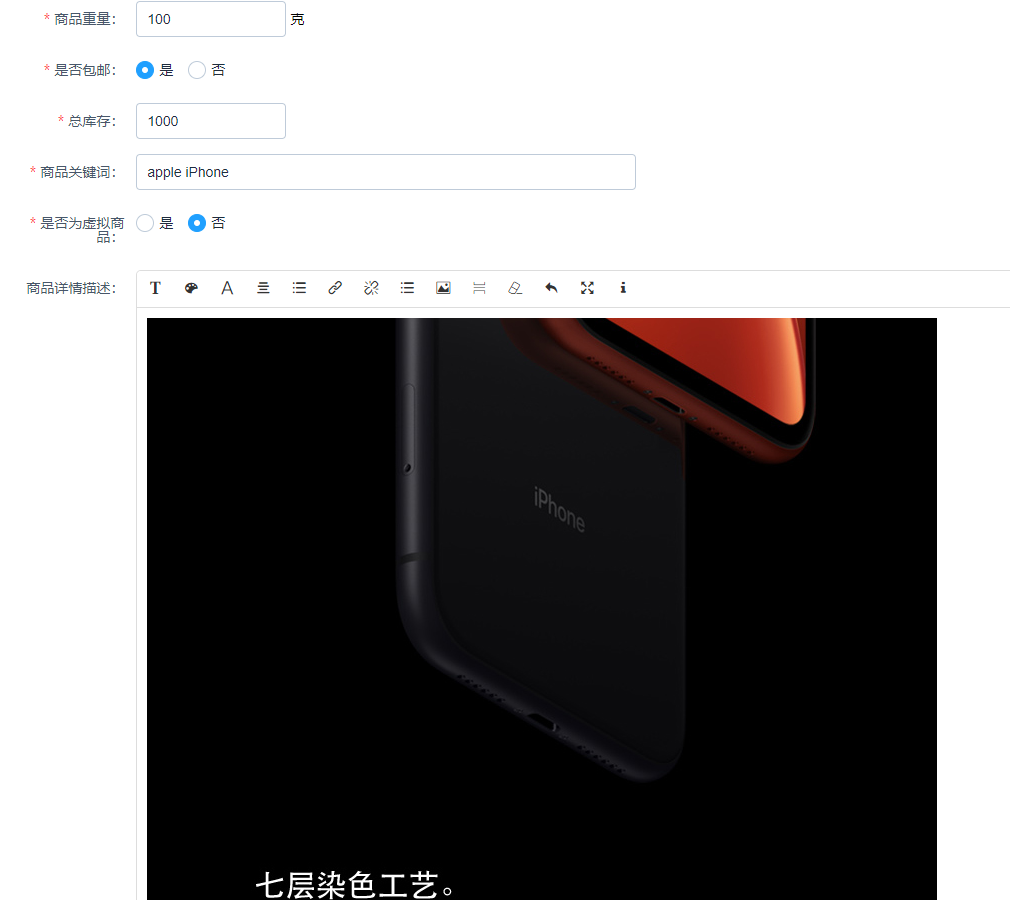 * 商品重量： 100 克
* 是否包邮： 是 否
* 总库存： 1000
* 商品关键词： apple iPhone
* 是否为虚拟商 是 否
品：
商品详情描述：
iPhone
七层染色工艺。